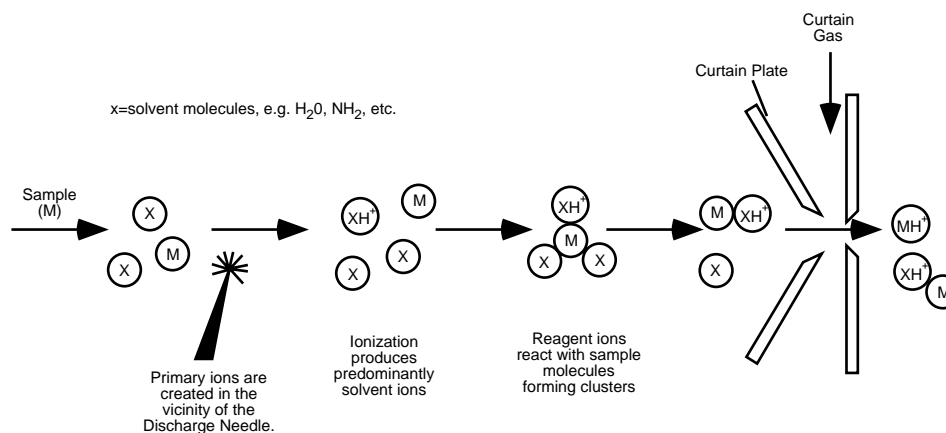 Curtain
Gas
Curtain Plate
x=solvent molecules, e.g. H20, NH2, etc.
Sample
(M)
X
X
M
XH+
M
X
X
XH+
M
X
X
M
XH+
X
MH+
XH+
M
Ionization
produces
predominantly
solvent ions
Reagent ions
react with sample
molecules
forming clusters
Primary ions are
created in the
vicinity of the
Discharge Needle.